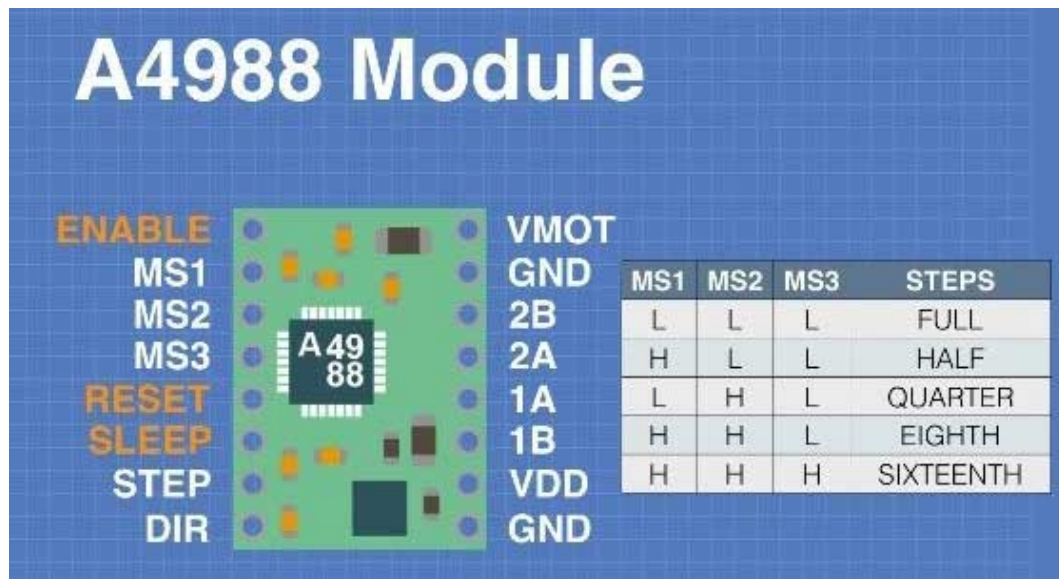 A4988 Module
ENABLE
MS1
MS2
MS3
RESET
SLEEP
STEP
DIR
A 49
88
VMOT
GND
2B
2A
1A
1B
VDD
GND
MS1 MS2 MS3 STEPS
L L L FULL
H L L HALF
L H L QUARTER
H H L EIGHTH
H H H SIXTEENTH